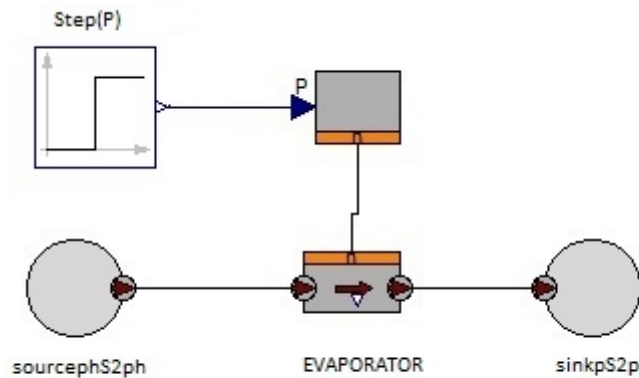 Step(P)
P
sourcephS2ph
EVAPORATOR
sinkpS2p